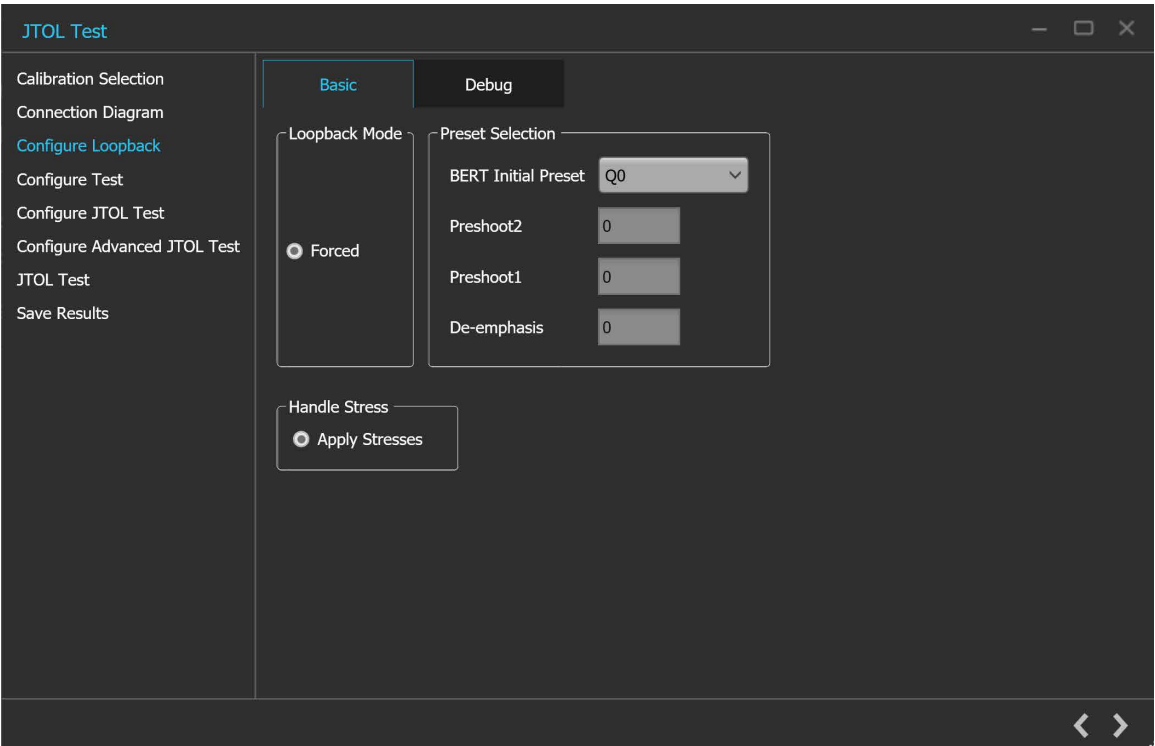 JTOL Test
Calibration Selection
Connection Diagram
Configure Loopback
Configure Test
Configure JTOL Test
Configure Advanced JTOL Test
JTOL Test
Save Results
Basic
Debug
Loopback Mode
Forced
Preset Selection
BERT Initial Preset Q0
Preshoot2 0
Preshoot1 0
De-emphasis 0
Handle Stress
Apply Stresses